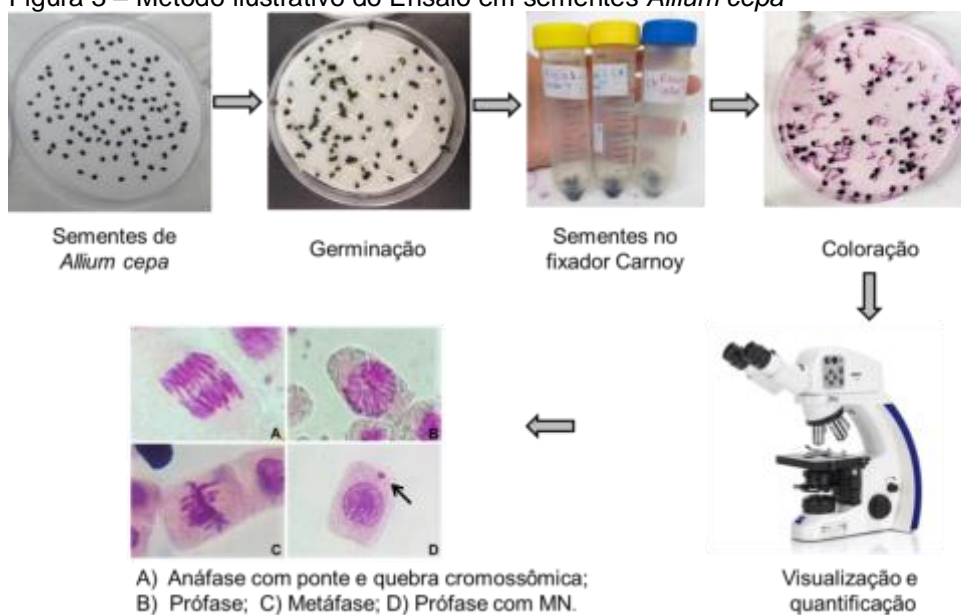 Figura 3 – Método ilustrativo do Ensaio em sementes Allium cepa
Sementes de
Allium cepa
Germinação
Sementes no
fixador Carnoy
Coloração
A
B
C
D
A) Anáfase com ponte e quebra cromossômica;
B) Prófase; C) Metáfase; D) Prófase com MN.
Visualização e
quantificação